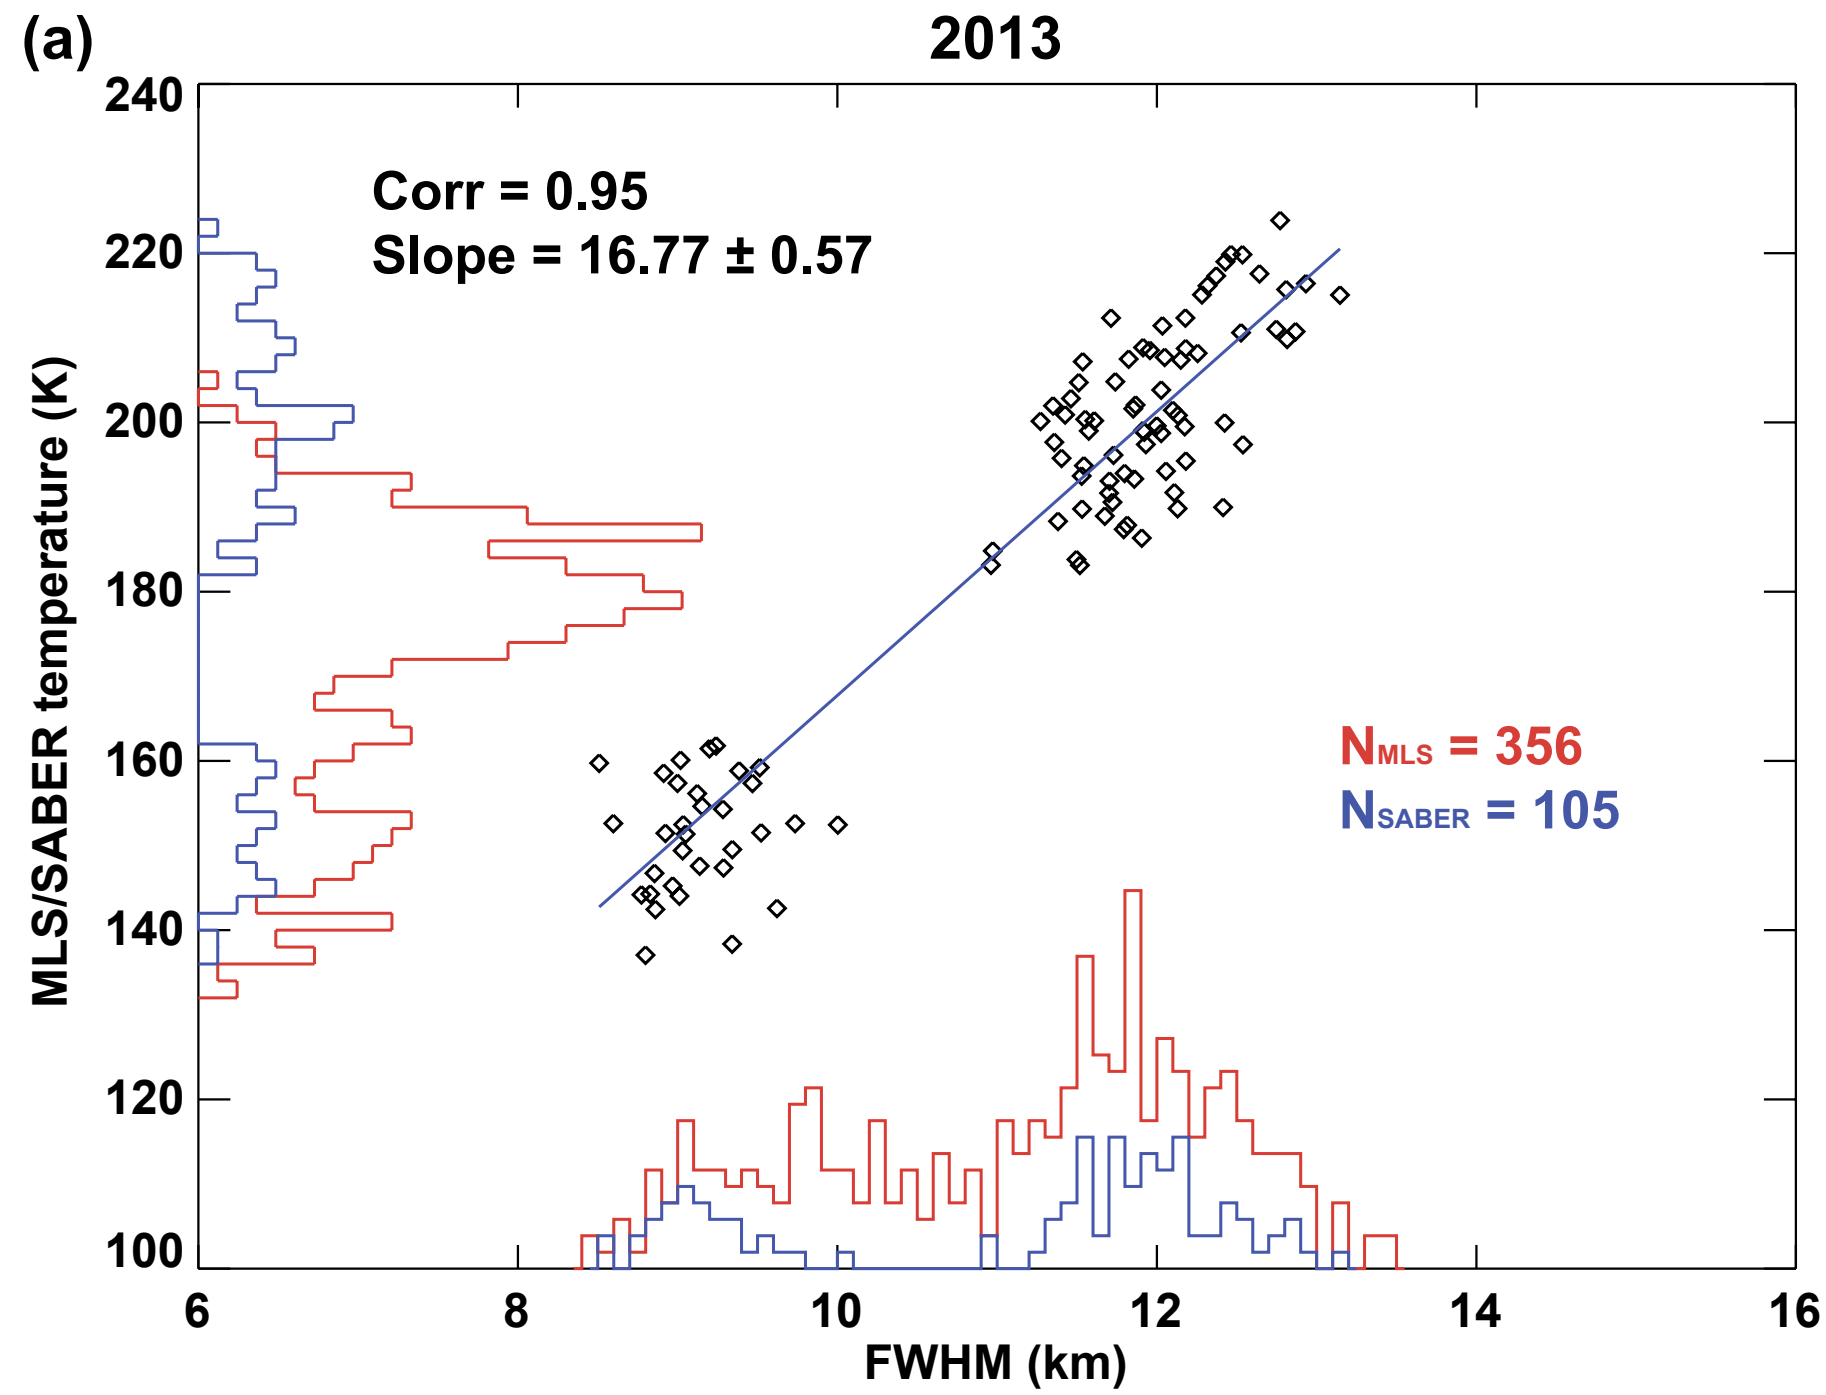 (a)
2013
240
220
200
180
160
140
120
100
MLS/SABER temperature (K)
Corr = 0.95
Slope = 16.77 ± 0.57
NMLS = 356
NSABER = 105
6 8 10 12 14 16
FWHM (km)